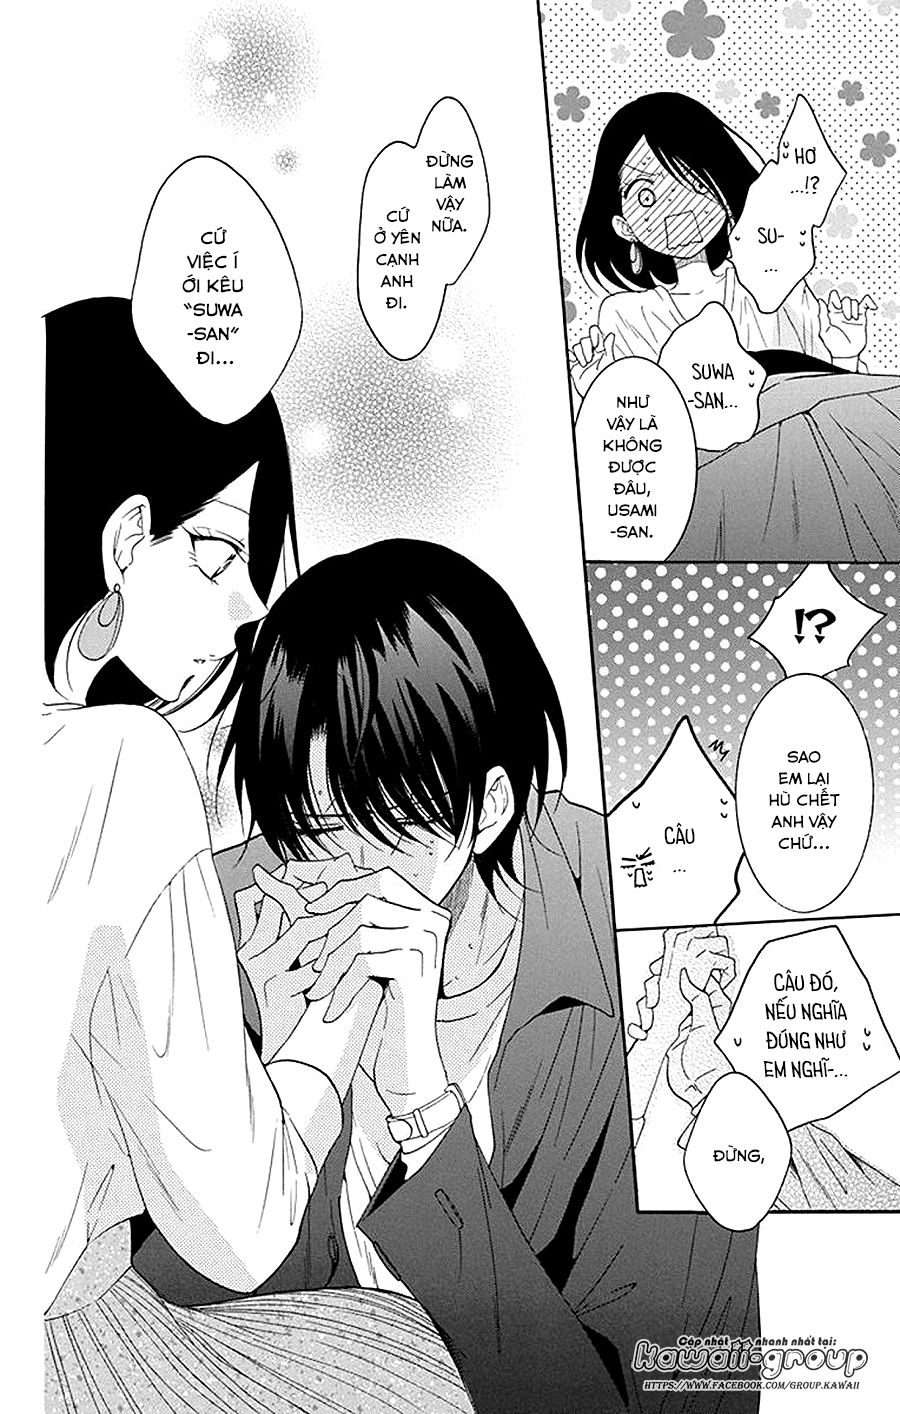 HƠ
...!?
SU-
...
SUWA
-SAN...
NHƯ
VẬY LÀ
KHÔNG
ĐƯỢC
ĐÂU,
USAMI
-SAN.
!?
SAO
EM LẠI
HÙ CHẾT
ANH VẬY
CHỨ...
CÂU
...
CÂU ĐÓ,
NẾU NGHĨA
ĐÚNG NHƯ
EM NGHĨ-...
ĐỪNG,
ĐỪNG
LÀM
VẬY
NỮA.
CỨ
Ở YÊN
CẠNH
ANH
ĐI.
CỨ
VIỆC Í
ỚI KÊU
"SUWA
-SAN"
ĐI...
Cập nhật nhanh nhất tại:
kawaii-group
HTTPS://WWW.FACEBOOK.COM/GROUP.KAWAII